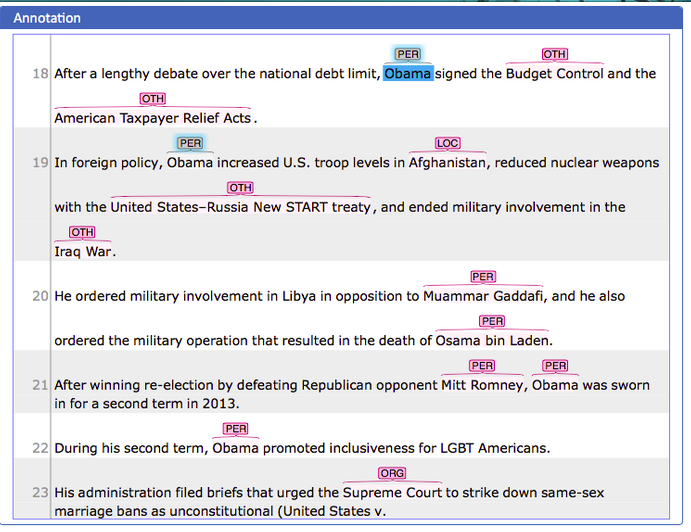 Annotation
PER OTH
18 After a lengthy debate over the national debt limit, Obama signed the Budget Control and the
OTH
American Taxpayer Relief Acts.
PER LOC
19 In foreign policy, Obama increased U.S. troop levels in Afghanistan, reduced nuclear weapons
OTH
with the United States–Russia New START treaty, and ended military involvement in the
OTH
Iraq War.
PER
20 He ordered military involvement in Libya in opposition to Muammar Gaddafi, and he also
PER
ordered the military operation that resulted in the death of Osama bin Laden.
PER PER
21 After winning re-election by defeating Republican opponent Mitt Romney, Obama was sworn
in for a second term in 2013.
PER
22 During his second term, Obama promoted inclusiveness for LGBT Americans.
ORG
23 His administration filed briefs that urged the Supreme Court to strike down same-sex
marriage bans as unconstitutional (United States v.